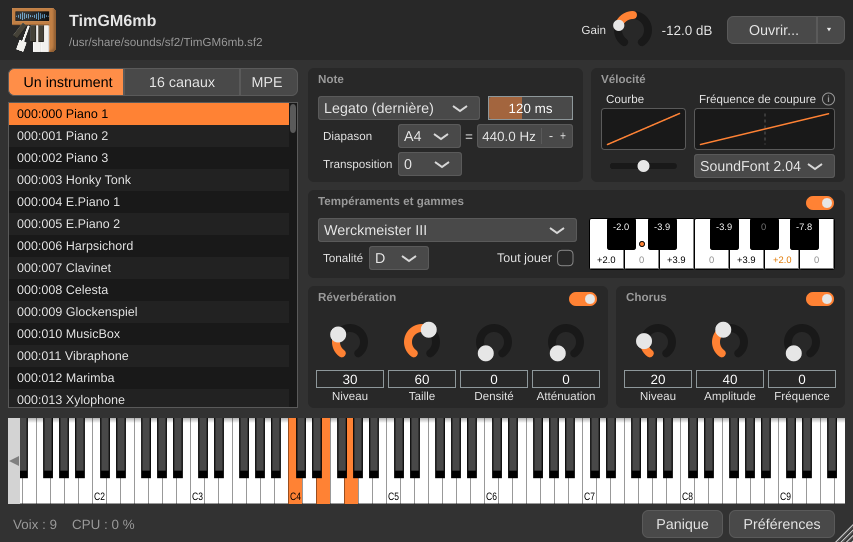 TimGM6mb
/usr/share/sounds/sf2/TimGM6mb.sf2
Gain
-12.0 dB
Ouvrir...
Un instrument
16 canaux
MPE
000:000 Piano 1
000:001 Piano 2
000:002 Piano 3
000:003 Honky Tonk
000:004 E.Piano 1
000:005 E.Piano 2
000:006 Harpsichord
000:007 Clavinet
000:008 Celesta
000:009 Glockenspiel
000:010 MusicBox
000:011 Vibraphone
000:012 Marimba
000:013 Xylophone
Note
Legato (dernière)
120 ms
Diapason
A4
=
440.0 Hz
- +
Transposition
0
Vélocité
Courbe
Fréquence de coupure
i
SoundFont 2.04
Tempéraments et gammes
Werckmeister III
Tonalité
D
Tout jouer
-2.0 -3.9 -3.9 0 -7.8
+2.0 0 +3.9 0 +3.9 +2.0 0
Réverbération
30 60 0 0
Niveau Taille Densité Atténuation
Chorus
20 40 0
Niveau Amplitude Fréquence
C2 C3 C4 C5 C6 C7 C8 C9
Voix : 9
CPU : 0 %
Panique
Préférences